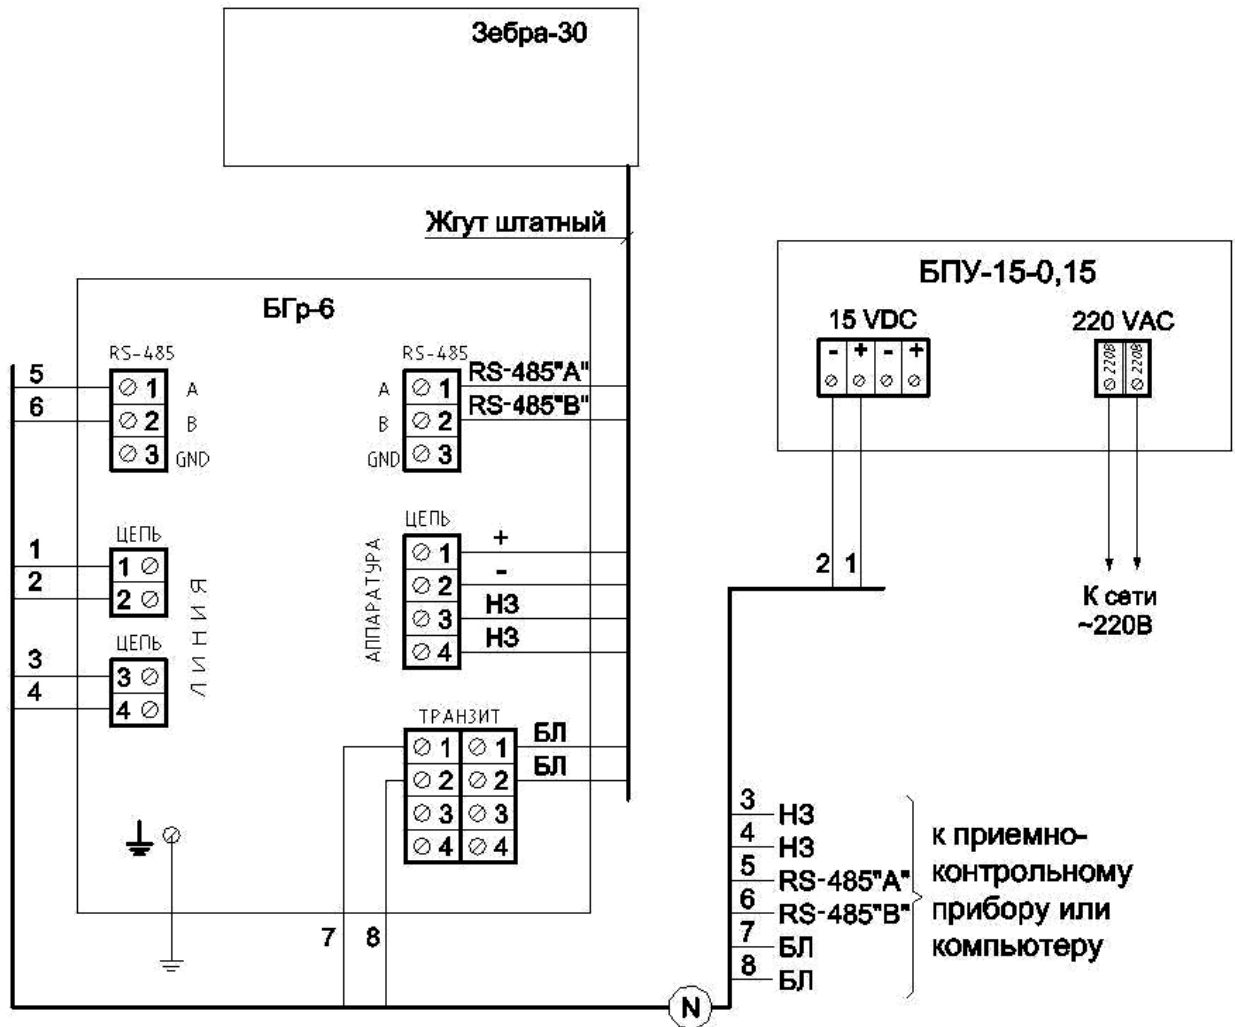 Зебра-30
Жгут штатный
БГр-6
RS-485
5
1
A
6
2
B
3
GND
RS-485
A
1
RS-485"A"
B
2
RS-485"B"
GND
3
ЦЕПЬ
1
1
2
2
ЦЕПЬ
3
3
4
4
ЛИНИЯ
АППАРАТУРА
ЦЕПЬ
1
+
2
-
3
НЗ
4
НЗ
ТРАНЗИТ
1 1
БЛ
2 2
БЛ
3 3
4 4
7 8
N
БПУ-15-0,15
15 VDC
- + - +
220 VAC
220В 220В
2 1
К сети
~220В
3 НЗ
4 НЗ
5 RS-485"A"
6 RS-485"B"
7 БЛ
8 БЛ
к приемно-
контрольному
прибору или
компьютеру